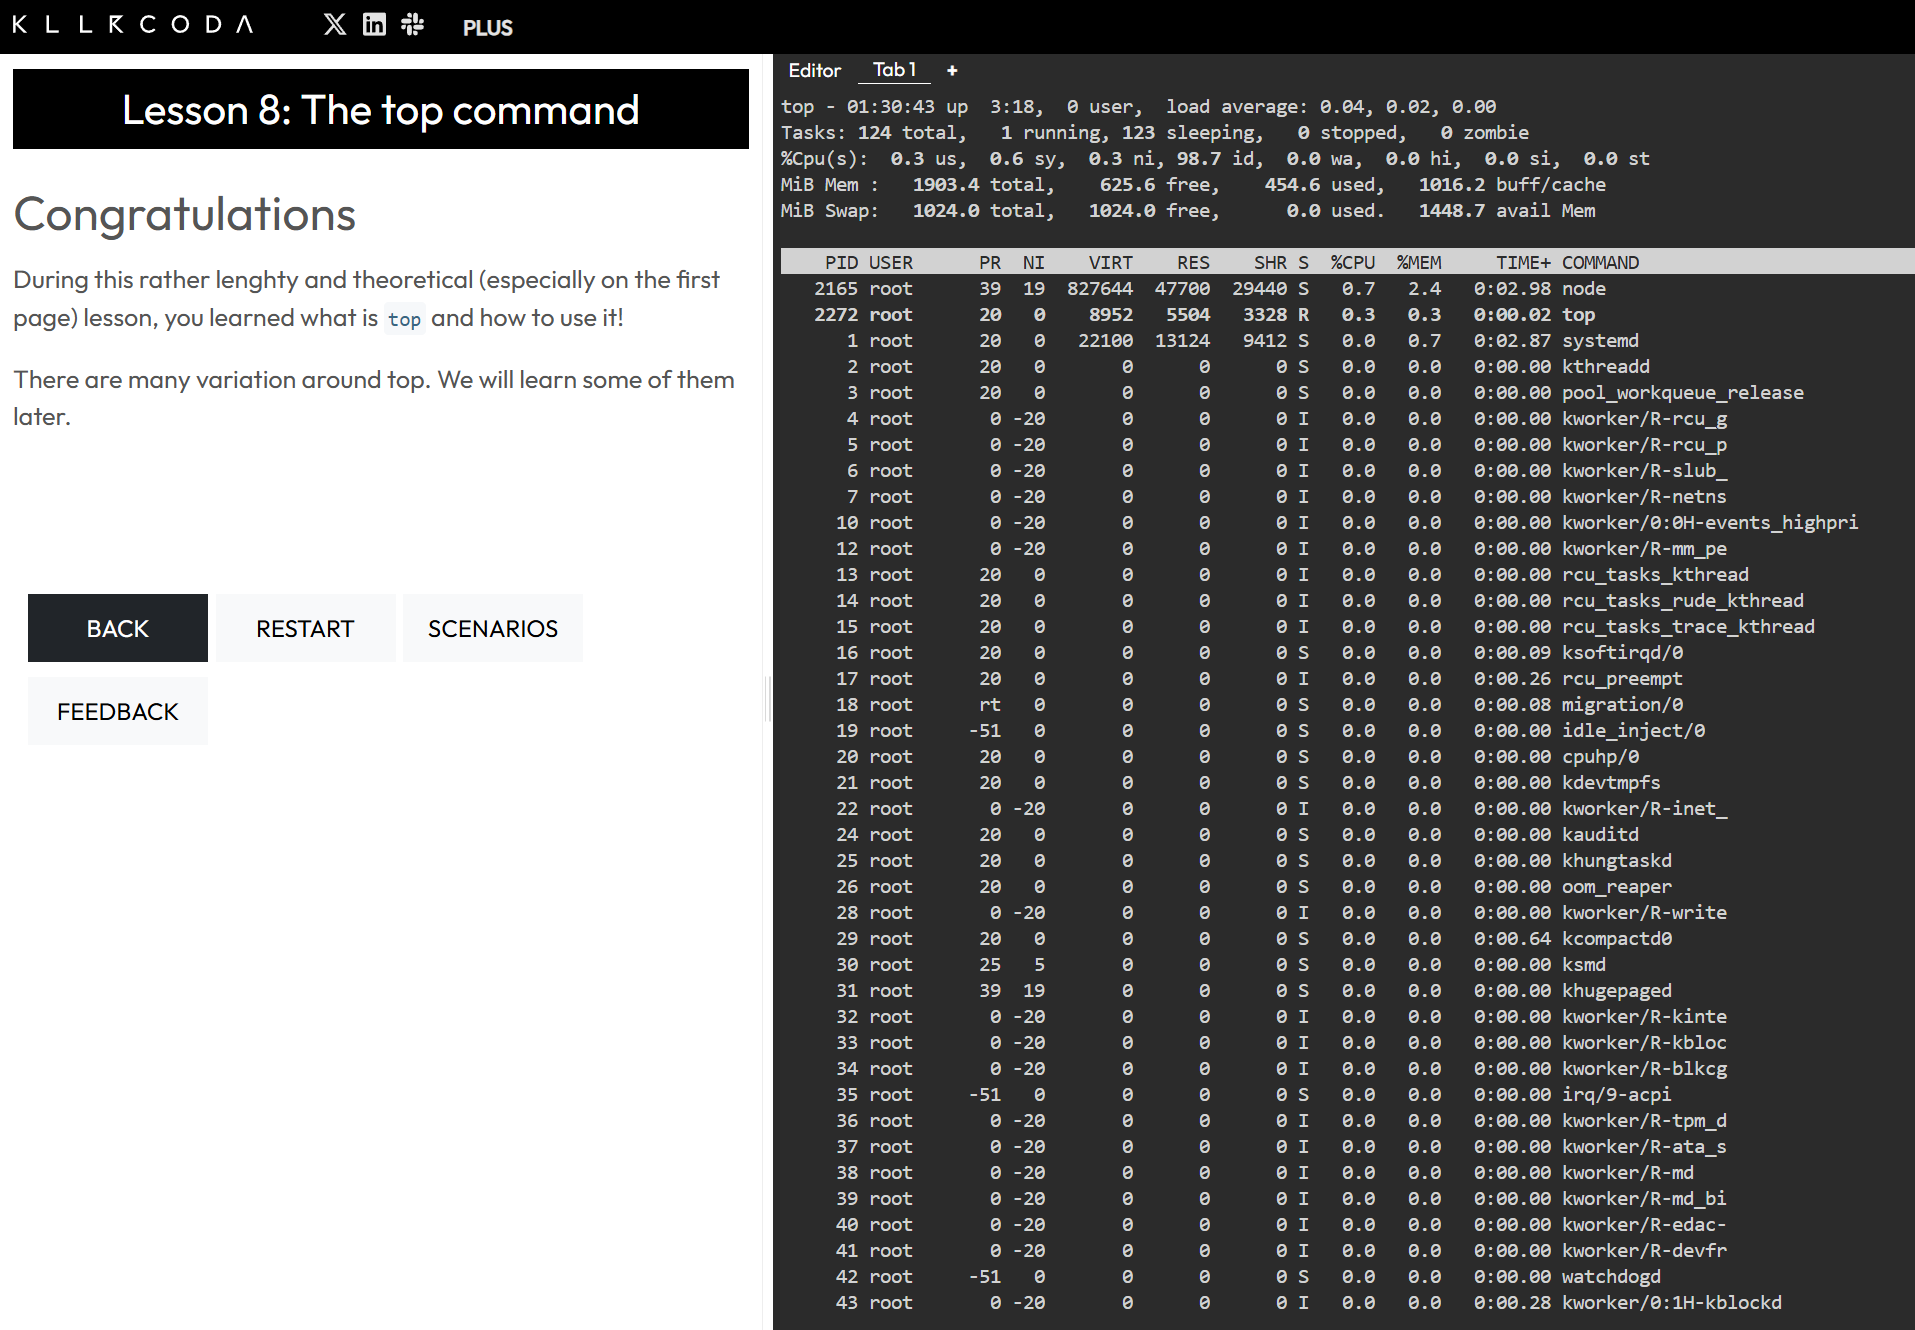 KLLRCODA PLUS
Lesson 8: The top command
Congratulations
During this rather lenghty and theoretical (especially on the first
page) lesson, you learned what is top and how to use it!
There are many variation around top. We will learn some of them
later.
BACK RESTART SCENARIOS
FEEDBACK
Editor Tab 1 +
top - 01:30:43 up  3:18,  0 user,  load average: 0.04, 0.02, 0.00
Tasks: 124 total,   1 running, 123 sleeping,   0 stopped,   0 zombie
%Cpu(s):  0.3 us,  0.6 sy,  0.3 ni, 98.7 id,  0.0 wa,  0.0 hi,  0.0 si,  0.0 st
MiB Mem :   1903.4 total,    625.6 free,    454.6 used,   1016.2 buff/cache
MiB Swap:   1024.0 total,   1024.0 free,      0.0 used.   1448.7 avail Mem
PID USER PR NI VIRT RES SHR S %CPU %MEM TIME+ COMMAND
2165 root 39 19 827644 47700 29440 S 0.7 2.4 0:02.98 node
2272 root 20 0 8952 5504 3328 R 0.3 0.3 0:00.02 top
1 root 20 0 22100 13124 9412 S 0.0 0.7 0:02.87 systemd
2 root 20 0 0 0 0 S 0.0 0.0 0:00.00 kthreadd
3 root 20 0 0 0 0 S 0.0 0.0 0:00.00 pool_workqueue_release
4 root 0 -20 0 0 0 I 0.0 0.0 0:00.00 kworker/R-rcu_g
5 root 0 -20 0 0 0 I 0.0 0.0 0:00.00 kworker/R-rcu_p
6 root 0 -20 0 0 0 I 0.0 0.0 0:00.00 kworker/R-slub_
7 root 0 -20 0 0 0 I 0.0 0.0 0:00.00 kworker/R-netns
10 root 0 -20 0 0 0 I 0.0 0.0 0:00.00 kworker/0:0H-events_highpri
12 root 0 -20 0 0 0 I 0.0 0.0 0:00.00 kworker/R-mm_pe
13 root 20 0 0 0 0 I 0.0 0.0 0:00.00 rcu_tasks_kthread
14 root 20 0 0 0 0 I 0.0 0.0 0:00.00 rcu_tasks_rude_kthread
15 root 20 0 0 0 0 I 0.0 0.0 0:00.00 rcu_tasks_trace_kthread
16 root 20 0 0 0 0 S 0.0 0.0 0:00.09 ksoftirqd/0
17 root 20 0 0 0 0 I 0.0 0.0 0:00.26 rcu_preempt
18 root rt 0 0 0 0 S 0.0 0.0 0:00.08 migration/0
19 root -51 0 0 0 0 S 0.0 0.0 0:00.00 idle_inject/0
20 root 20 0 0 0 0 S 0.0 0.0 0:00.00 cpuhp/0
21 root 20 0 0 0 0 S 0.0 0.0 0:00.00 kdevtmpfs
22 root 0 -20 0 0 0 I 0.0 0.0 0:00.00 kworker/R-inet_
24 root 20 0 0 0 0 S 0.0 0.0 0:00.00 kauditd
25 root 20 0 0 0 0 S 0.0 0.0 0:00.00 khungtaskd
26 root 20 0 0 0 0 S 0.0 0.0 0:00.00 oom_reaper
28 root 0 -20 0 0 0 I 0.0 0.0 0:00.00 kworker/R-write
29 root 20 0 0 0 0 S 0.0 0.0 0:00.64 kcompactd0
30 root 25 5 0 0 0 S 0.0 0.0 0:00.00 ksmd
31 root 39 19 0 0 0 S 0.0 0.0 0:00.00 khugepaged
32 root 0 -20 0 0 0 I 0.0 0.0 0:00.00 kworker/R-kinte
33 root 0 -20 0 0 0 I 0.0 0.0 0:00.00 kworker/R-kbloc
34 root 0 -20 0 0 0 I 0.0 0.0 0:00.00 kworker/R-blkcg
35 root -51 0 0 0 0 S 0.0 0.0 0:00.00 irq/9-acpi
36 root 0 -20 0 0 0 I 0.0 0.0 0:00.00 kworker/R-tpm_d
37 root 0 -20 0 0 0 I 0.0 0.0 0:00.00 kworker/R-ata_s
38 root 0 -20 0 0 0 I 0.0 0.0 0:00.00 kworker/R-md
39 root 0 -20 0 0 0 I 0.0 0.0 0:00.00 kworker/R-md_bi
40 root 0 -20 0 0 0 I 0.0 0.0 0:00.00 kworker/R-edac-
41 root 0 -20 0 0 0 I 0.0 0.0 0:00.00 kworker/R-devfr
42 root -51 0 0 0 0 S 0.0 0.0 0:00.00 watchdogd
43 root 0 -20 0 0 0 I 0.0 0.0 0:00.28 kworker/0:1H-kblockd